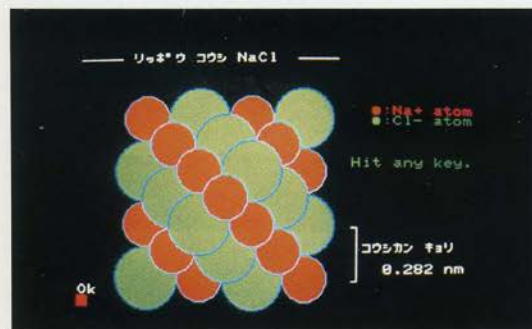 リッポウ コウシ NaCl
●:Na+ atom
●:Cl- atom
Hit any key.
コウシカン キョリ
0.282 nm
Ok